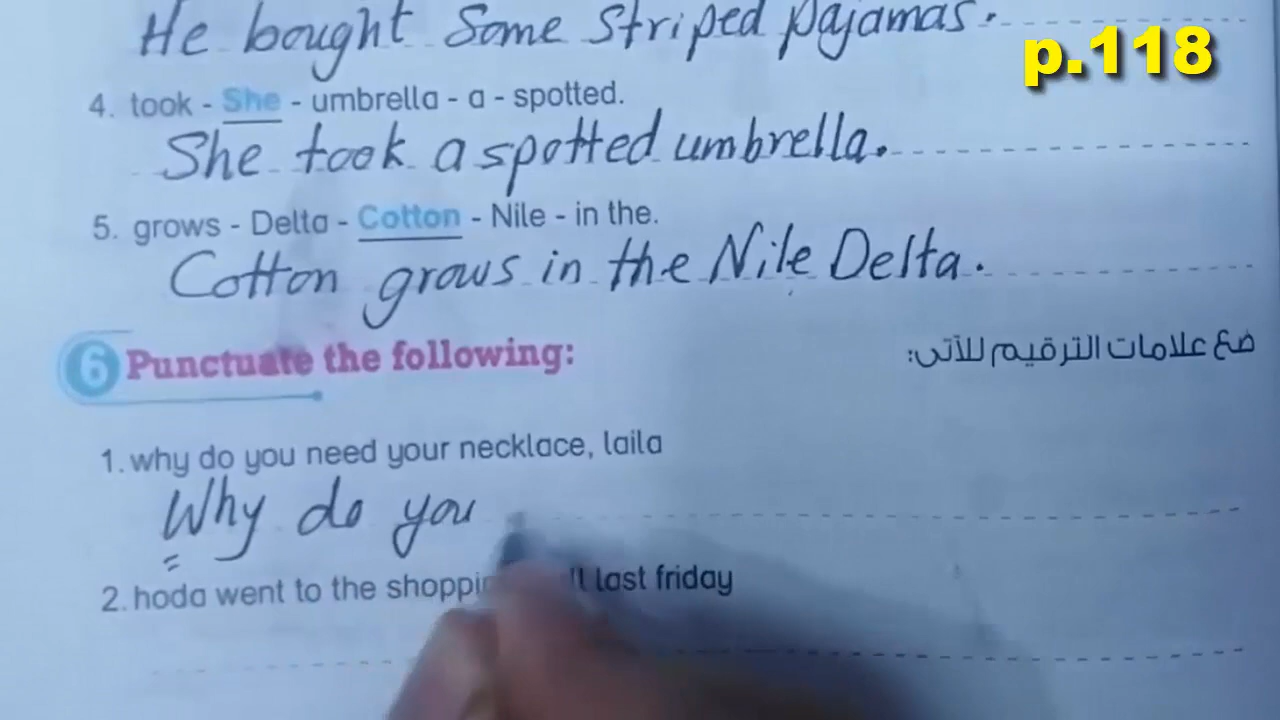 He bought some striped pajamas.
p.118
4. took - She - umbrella - a - spotted.
She took a spotted umbrella.
5. grows - Delta - Cotton - Nile - in the.
Cotton grows in the Nile Delta.
6 Punctuate the following:
ضع علامات الترقيم للآتى:
1. why do you need your necklace, laila
Why do you
2. hoda went to the last friday